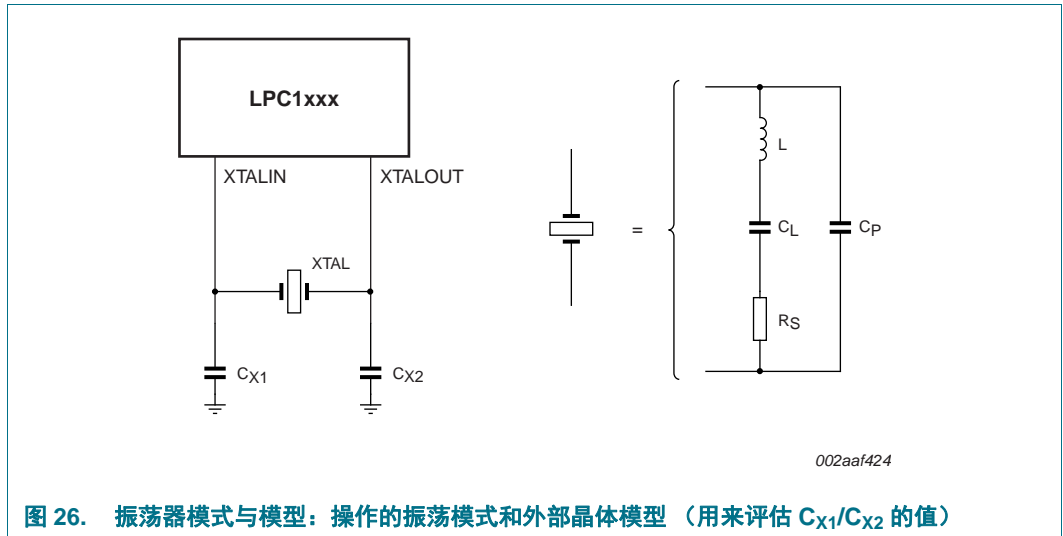 LPC1xxx
XTALIN
XTALOUT
XTAL
CX1
CX2
=
L
CL
CP
RS
002aaf424
图 26. 振荡器模式与模型：操作的振荡模式和外部晶体模型 （用来评估 CX1/CX2 的值）